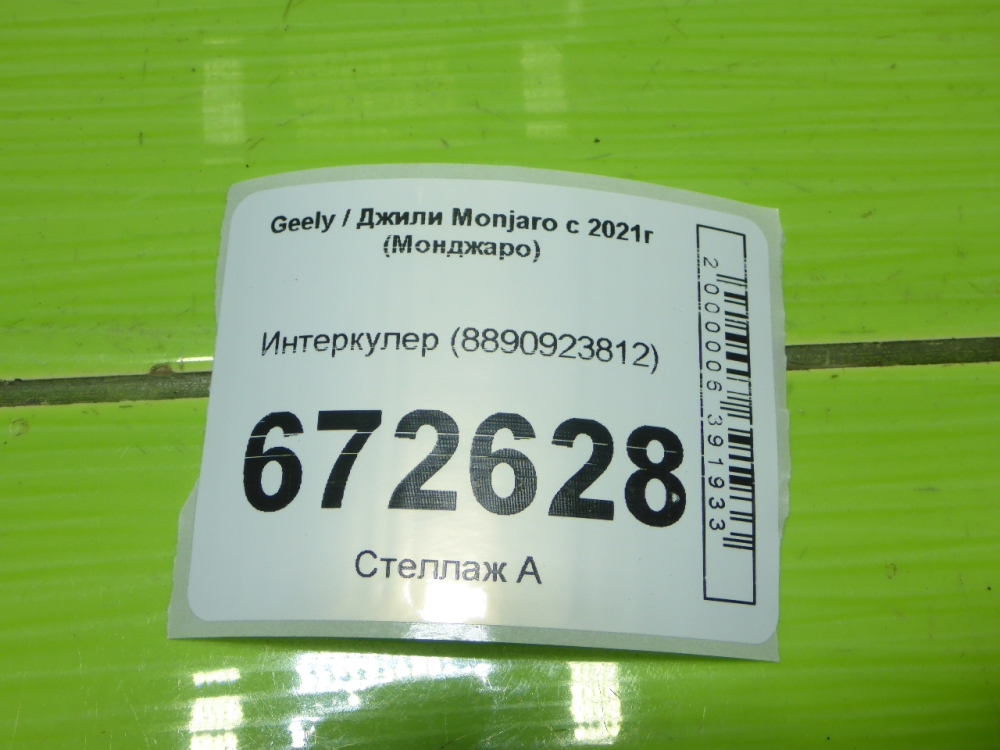 Geely / Джили Monjaro с 2021г
(Монджаро)
Интеркулер (8890923812)
672628
Стеллаж А
2000006391933